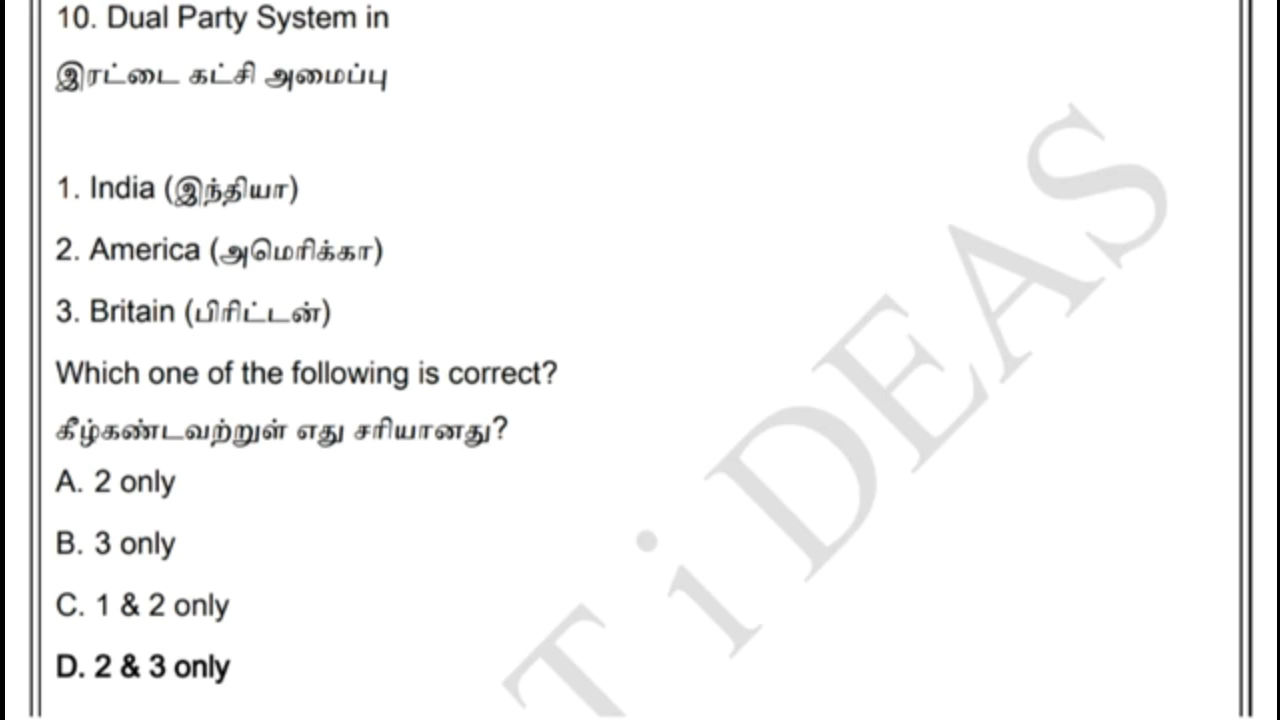 10. Dual Party System in
இரட்டை கட்சி அமைப்பு
1. India (இந்தியா)
2. America (அமெரிக்கா)
3. Britain (பிரிட்டன்)
Which one of the following is correct?
கீழ்கண்டவற்றுள் எது சரியானது?
A. 2 only
B. 3 only
C. 1 & 2 only
D. 2 & 3 only
T i DEAS